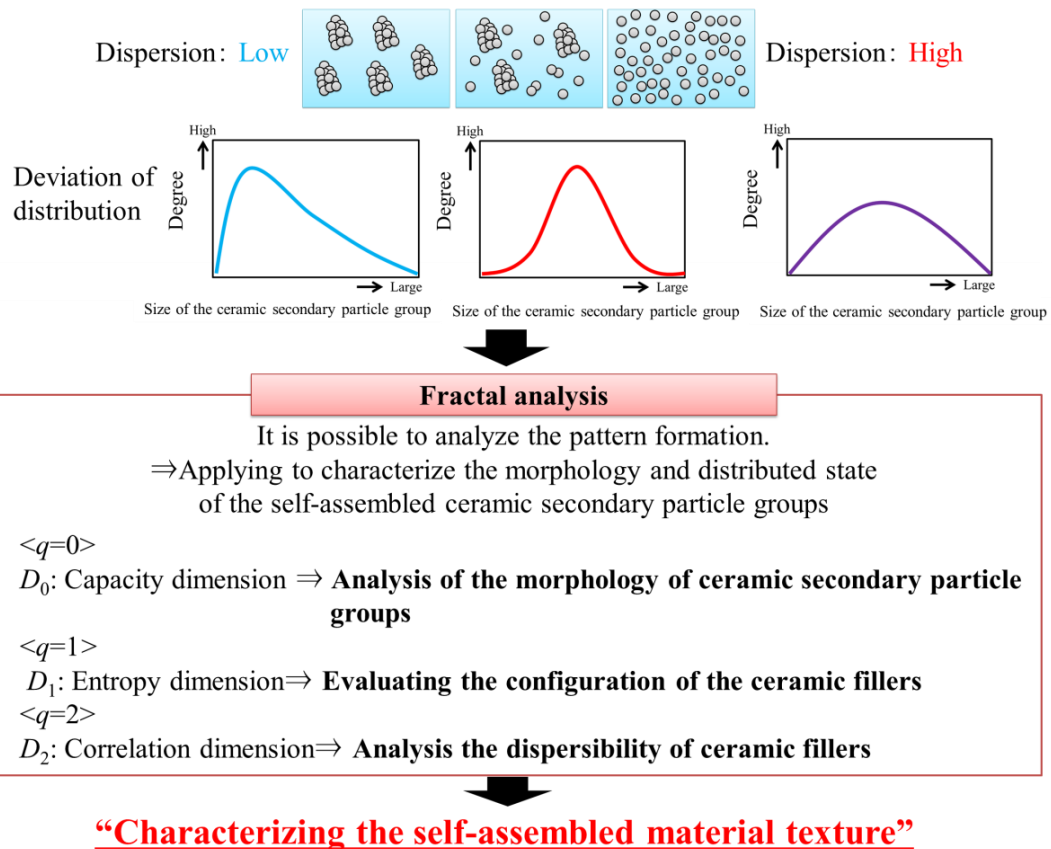 Dispersion: Low
Dispersion: High
Deviation of
distribution
High
Degree
Large
Size of the ceramic secondary particle group
High
Degree
Large
Size of the ceramic secondary particle group
High
Degree
Large
Size of the ceramic secondary particle group
Fractal analysis
It is possible to analyze the pattern formation.
⇒Applying to characterize the morphology and distributed state
of the self-assembled ceramic secondary particle groups
<q=0>
D₀: Capacity dimension ⇒ Analysis of the morphology of ceramic secondary particle
groups
<q=1>
D₁: Entropy dimension⇒ Evaluating the configuration of the ceramic fillers
<q=2>
D₂: Correlation dimension⇒ Analysis the dispersibility of ceramic fillers
“Characterizing the self-assembled material texture”